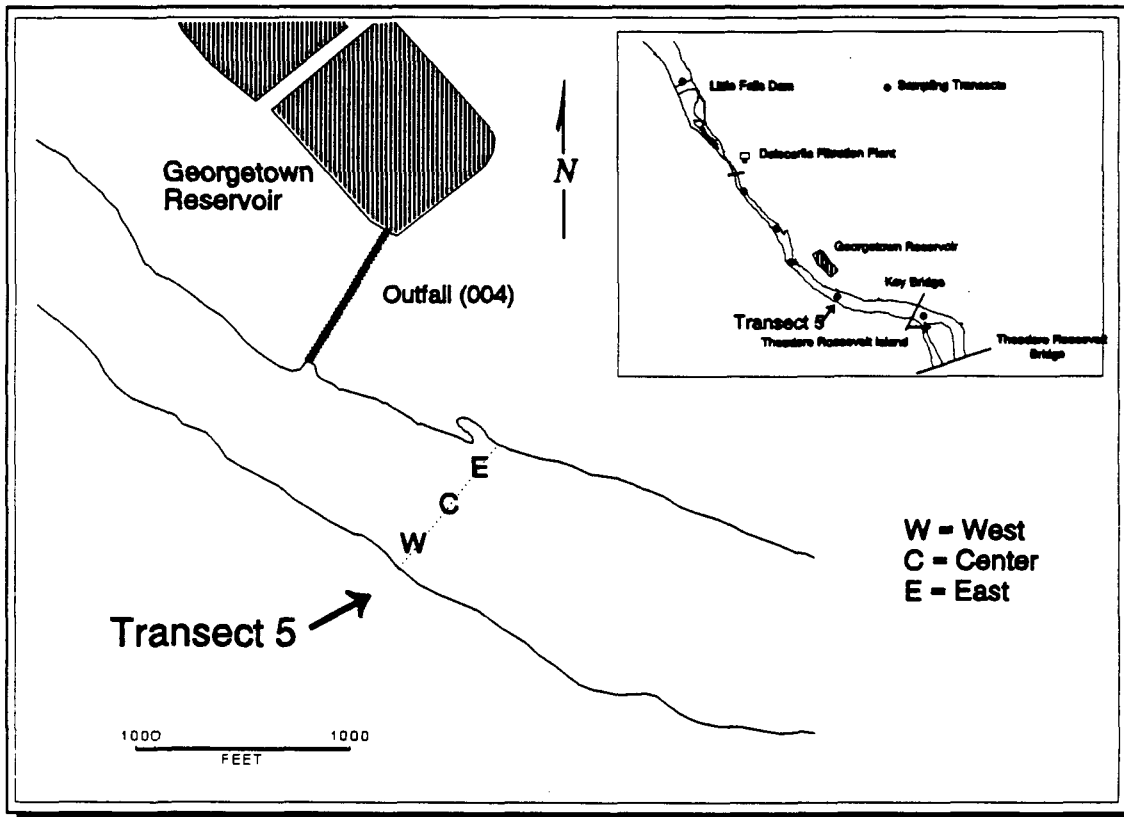 Georgetown
Reservoir
N
Outfall (004)
E
C
W
Transect 5
1000 1000
FEET
W = West
C = Center
E = East
Little Falls Dam
Sampling Transects
Dalecarlia Filtration Plant
Georgetown Reservoir
Key Bridge
Transect 5
Theodore Roosevelt Island
Theodore Roosevelt
Bridge